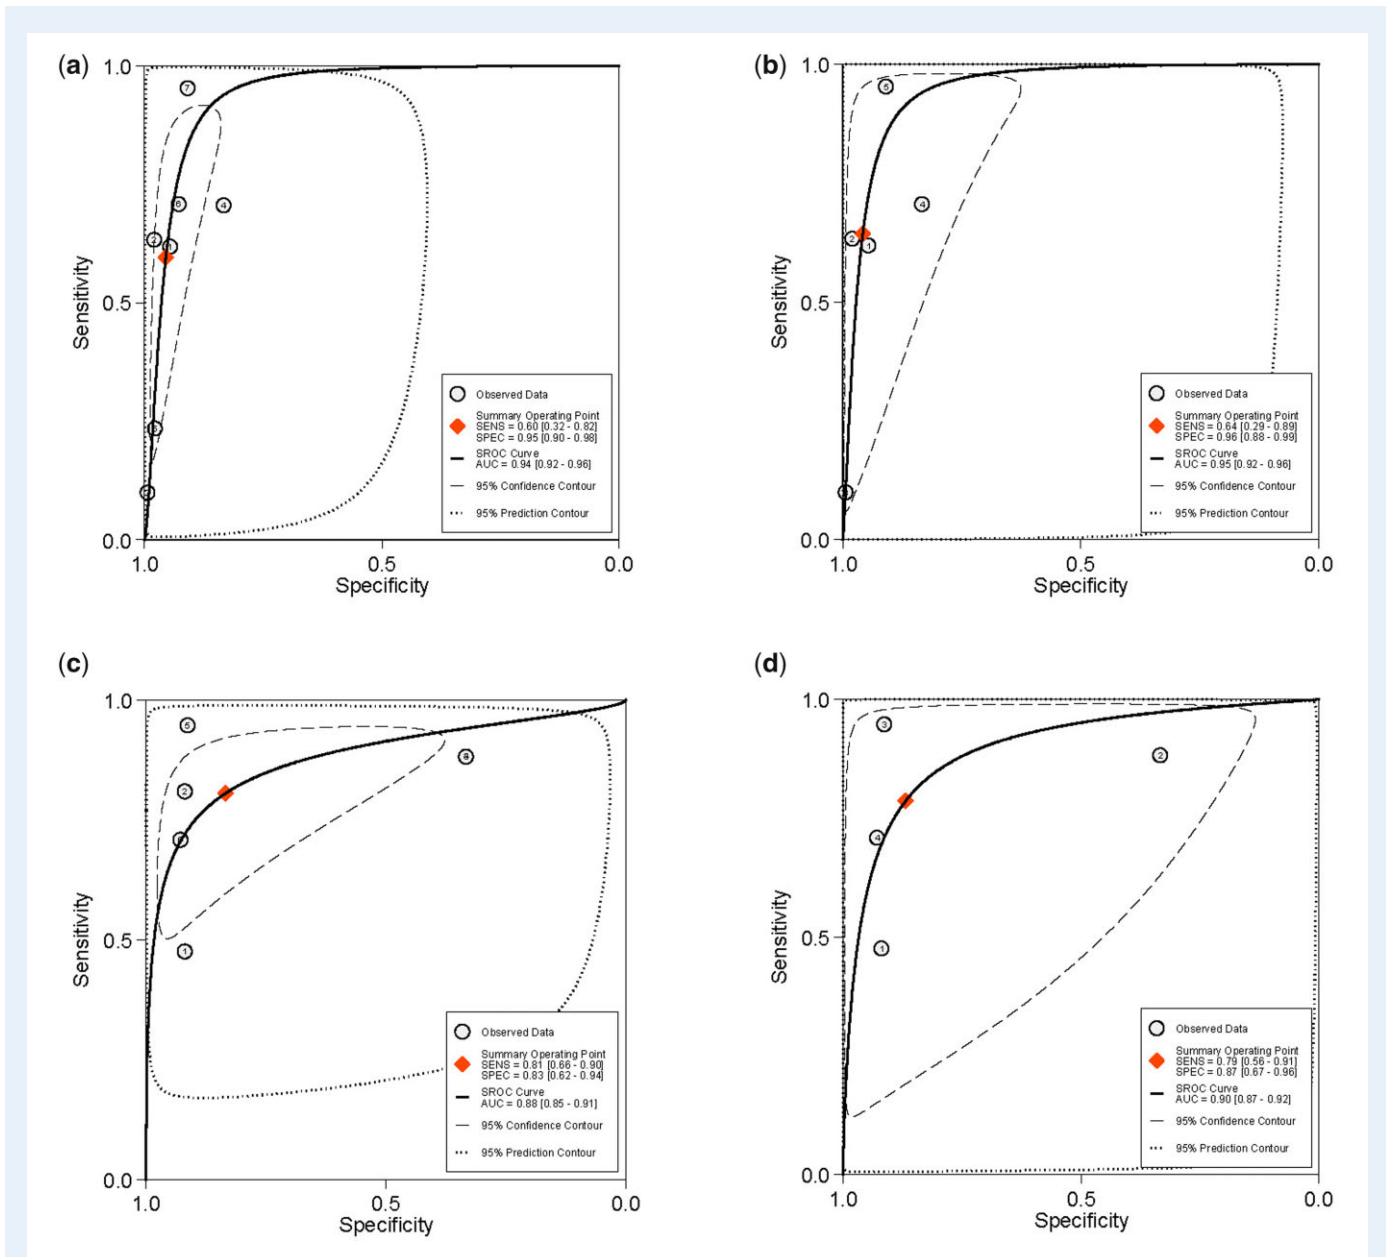 (a)
1.0
0.5
0.0
Sensitivity
7
6
4
2
1
Observed Data
Summary Operating Point
SENS = 0.60 [0.32 - 0.82]
SPEC = 0.95 [0.90 - 0.98]
SROC Curve
AUC = 0.94 [0.92 - 0.96]
95% Confidence Contour
95% Prediction Contour
1.0
0.5
0.0
Specificity
(b)
1.0
0.5
0.0
Sensitivity
5
4
2
1
Observed Data
Summary Operating Point
SENS = 0.64 [0.29 - 0.89]
SPEC = 0.96 [0.88 - 0.99]
SROC Curve
AUC = 0.95 [0.92 - 0.96]
95% Confidence Contour
95% Prediction Contour
1.0
0.5
0.0
Specificity
(c)
1.0
0.5
0.0
Sensitivity
5
2
1
Observed Data
Summary Operating Point
SENS = 0.81 [0.66 - 0.90]
SPEC = 0.83 [0.62 - 0.94]
SROC Curve
AUC = 0.88 [0.85 - 0.91]
95% Confidence Contour
95% Prediction Contour
1.0
0.5
0.0
Specificity
(d)
1.0
0.5
0.0
Sensitivity
3
2
4
1
Observed Data
Summary Operating Point
SENS = 0.79 [0.56 - 0.91]
SPEC = 0.87 [0.67 - 0.96]
SROC Curve
AUC = 0.90 [0.87 - 0.92]
95% Confidence Contour
95% Prediction Contour
1.0
0.5
0.0
Specificity